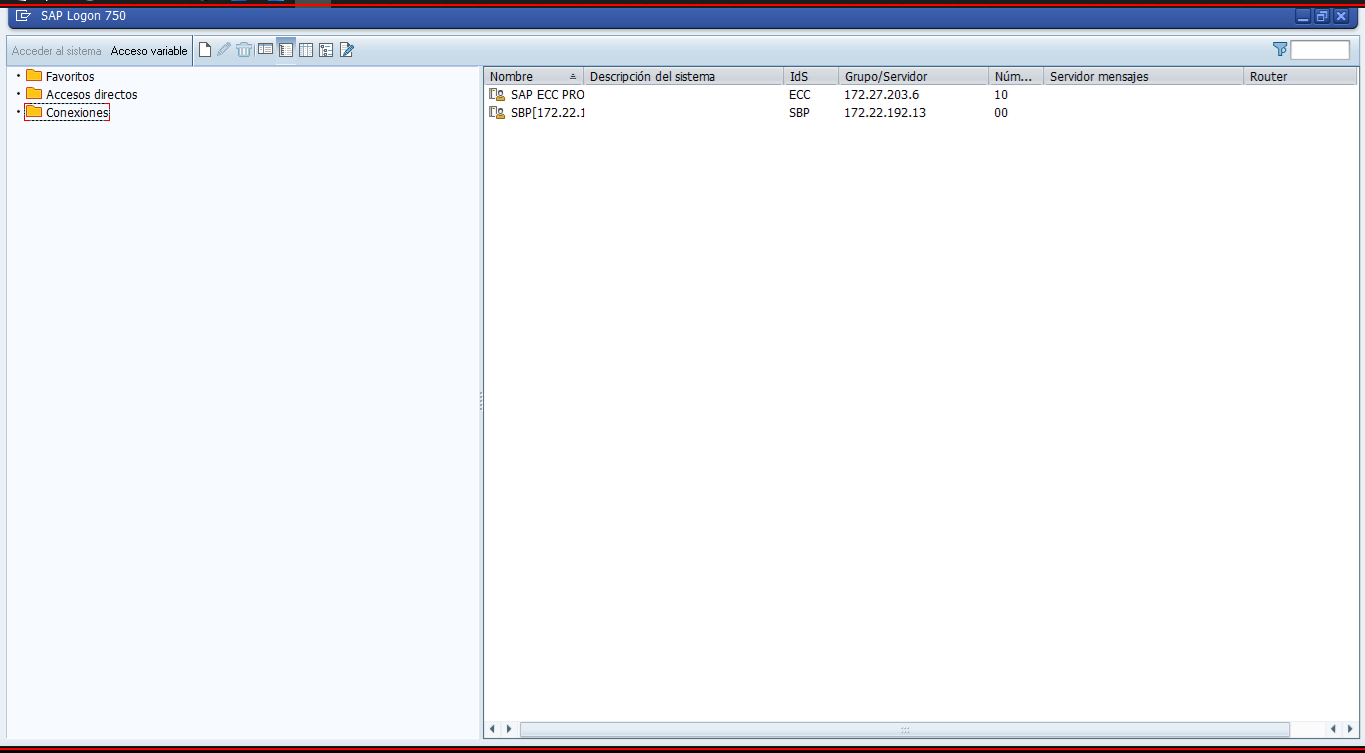 SAP Logon 750
Acceder al sistema Acceso variable
Favoritos
Accesos directos
Conexiones
Nombre Descripción del sistema IdS Grupo/Servidor Núm... Servidor mensajes Router
SAP ECC PRO ECC 172.27.203.6 10
SBP[172.22.1 SBP 172.22.192.13 00